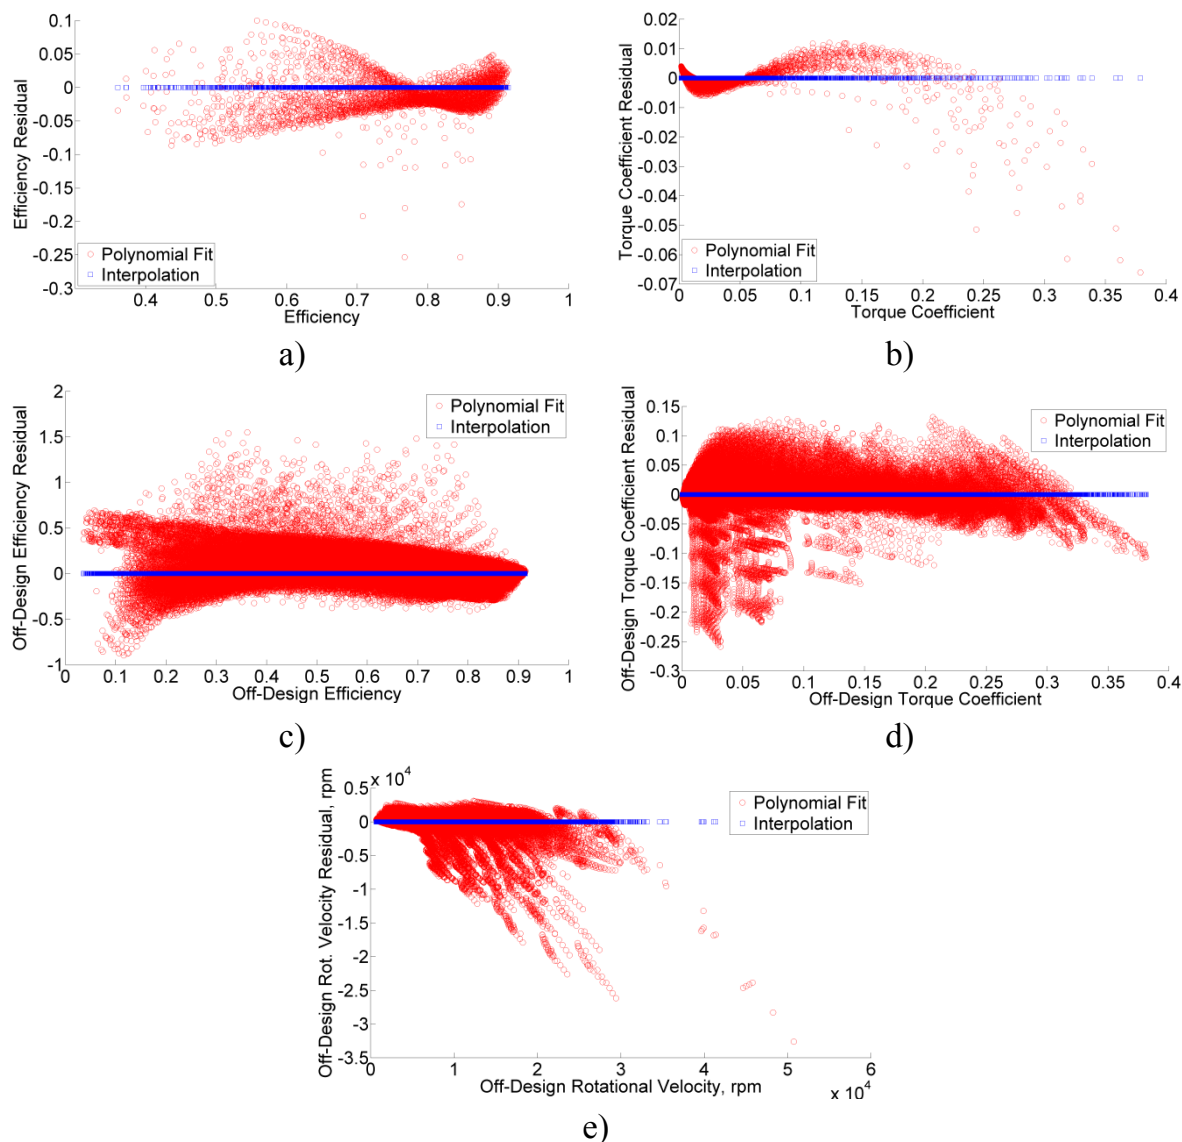 0.1
0.05
0
-0.05
-0.1
-0.15
-0.2
-0.25
-0.3
Efficiency Residual
Polynomial Fit
Interpolation
0.4 0.5 0.6 0.7 0.8 0.9 1
Efficiency
a)
0.02
0.01
0
-0.01
-0.02
-0.03
-0.04
-0.05
-0.06
-0.07
Torque Coefficient Residual
Polynomial Fit
Interpolation
0 0.05 0.1 0.15 0.2 0.25 0.3 0.35 0.4
Torque Coefficient
b)
2
1.5
1
0.5
0
-0.5
-1
Off-Design Efficiency Residual
Polynomial Fit
Interpolation
0 0.1 0.2 0.3 0.4 0.5 0.6 0.7 0.8 0.9 1
Off-Design Efficiency
c)
0.15
0.1
0.05
0
-0.05
-0.1
-0.15
-0.2
-0.25
-0.3
Off-Design Torque Coefficient Residual
Polynomial Fit
Interpolation
0 0.05 0.1 0.15 0.2 0.25 0.3 0.35 0.4
Off-Design Torque Coefficient
d)
x 10^4
0.5
0
-0.5
-1
-1.5
-2
-2.5
-3
-3.5
Off-Design Rot. Velocity Residual, rpm
Polynomial Fit
Interpolation
0 1 2 3 4 5 6
Off-Design Rotational Velocity, rpm
x 10^4
e)